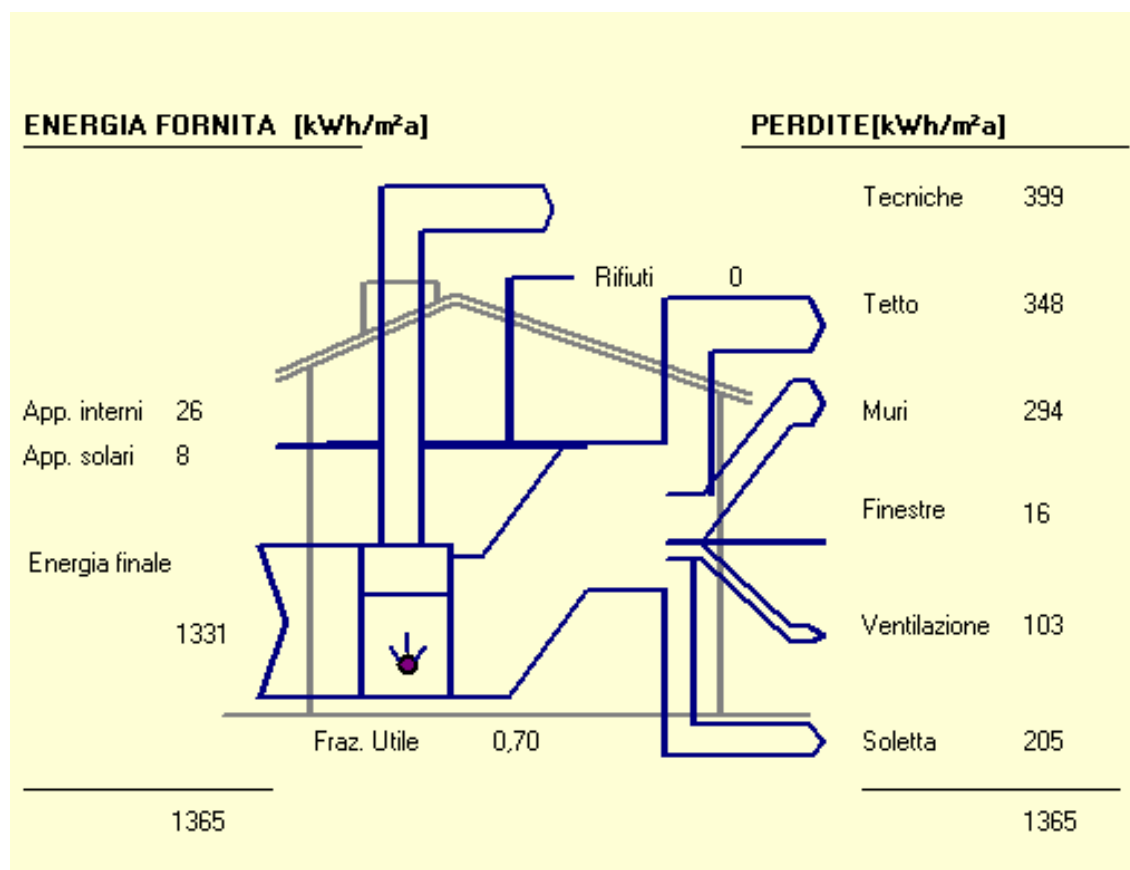 ENERGIA FORNITA [kWh/m²a]
PERDITE[kWh/m²a]
Tecniche 399
Rifiuti 0
Tetto 348
App. interni 26
Muri 294
App. solari 8
Finestre 16
Energia finale
1331
Ventilazione 103
Fraz. Utile 0,70
Soletta 205
1365
1365